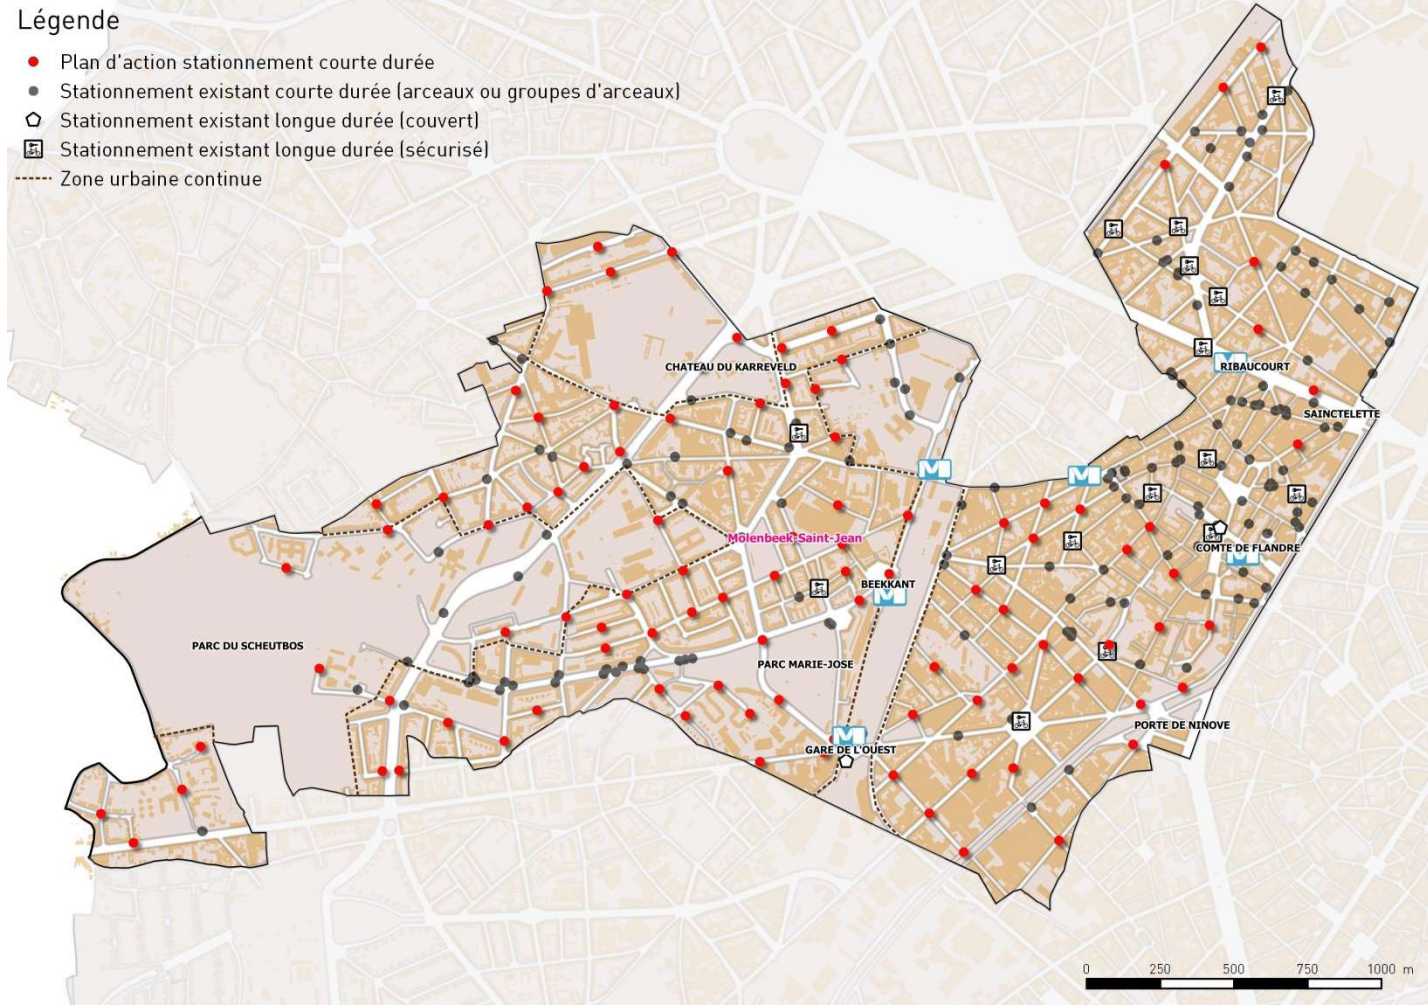 Légende
Plan d'action stationnement courte durée
Stationnement existant courte durée (arceaux ou groupes d'arceaux)
Stationnement existant longue durée (couvert)
Stationnement existant longue durée (sécurisé)
Zone urbaine continue
CHATEAU DU KARREVELD
RIBAUCOURT
SAINCTELETTE
M
M
Molenbeek-Saint-Jean
COMTE DE FLANDRE
M
BEEKKANT
M
PARC DU SCHEUTBOS
PARC MARIE-JOSE
PORTE DE NINOVE
M
GARE DE L'OUEST
0 250 500 750 1000 m